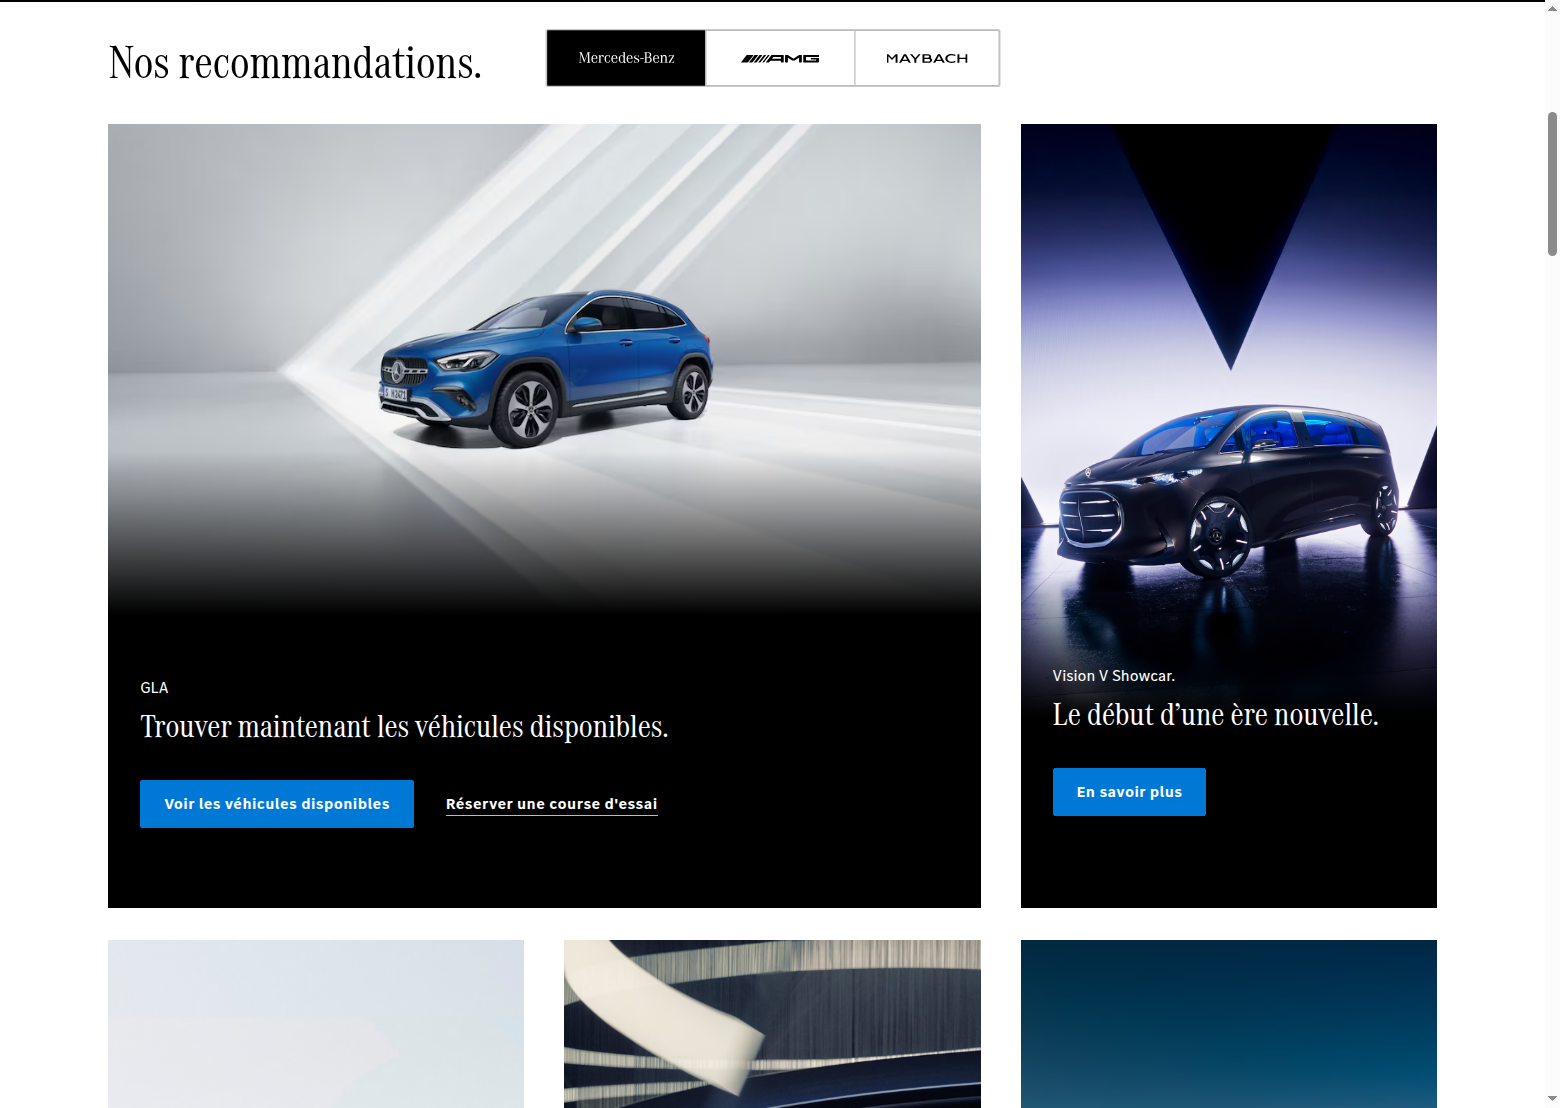 Nos recommandations.
Mercedes-Benz
AMG
MAYBACH
GLA
Trouver maintenant les véhicules disponibles.
Voir les véhicules disponibles
Réserver une course d'essai
Vision V Showcar.
Le début d’une ère nouvelle.
En savoir plus